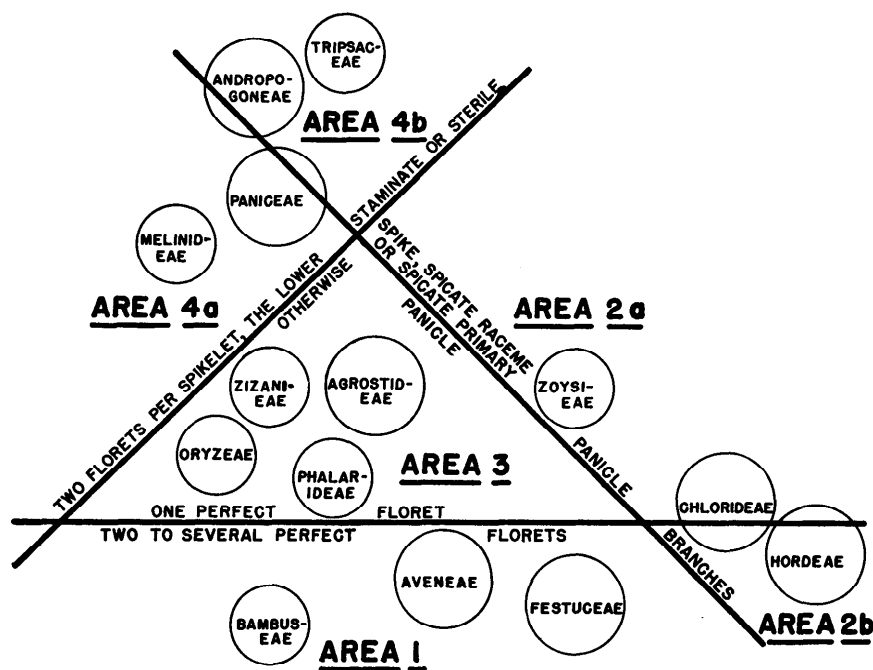 TRIPSAC-
EAE
ANDROPO-
GONEAE
AREA 4b
STAMINATE OR STERILE
PANICEAE
MELINID-
EAE
AREA 4a
TWO FLORETS PER SPIKELET, THE LOWER
OTHERWISE
SPIKE, SPICATE RACEME
OR SPICATE PRIMARY
PANICLE
AREA 2a
ZIZANI-
EAE
AGROSTID-
EAE
ZOYSI-
EAE
ORYZEAE
PHALAR-
IDEAE
AREA 3
PANICLE
ONE PERFECT FLORET
TWO TO SEVERAL PERFECT FLORETS
CHLORIDEAE
BRANCHES
HORDEAE
AVENEAE
FESTUCEAE
BAMBUS-
EAE
AREA 1
AREA 2b